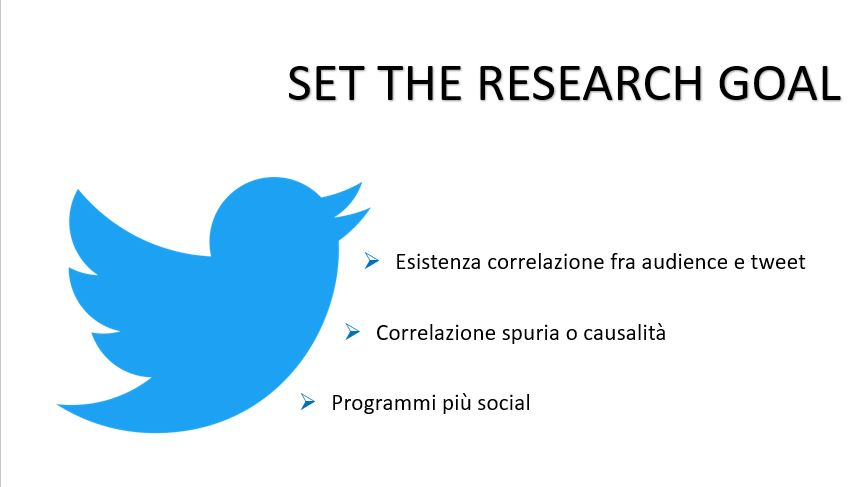 SET THE RESEARCH GOAL
Esistenza correlazione fra audience e tweet
Correlazione spuria o causalità
Programmi più social